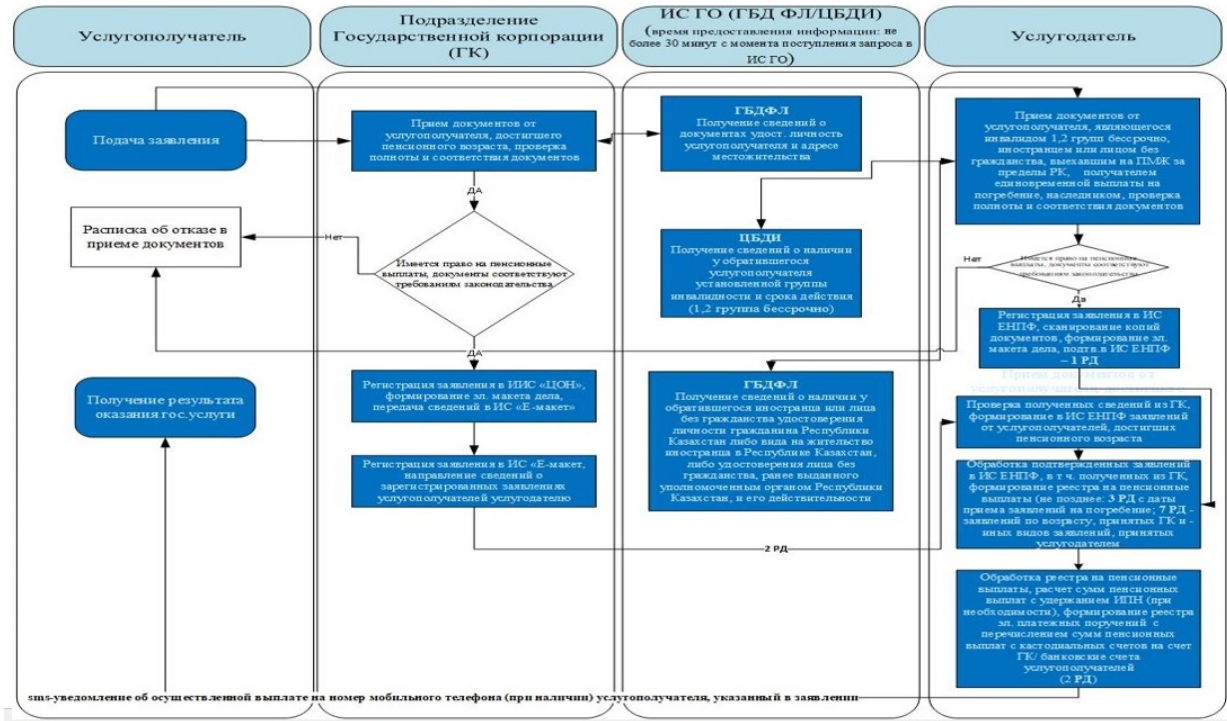 Услугополучатель
Подразделение
Государственной корпорации
(ГК)
ИС ГО (ГБД ФЛ/ЦБДИ)
(время предоставления информации: не
более 30 минут с момента поступления запроса в
ИС ГО)
Услугодатель
Подача заявления
Прием документов от
услугополучателя, достигшего
пенсионного возраста, проверка
полноты и соответствия документов
ГБДФЛ
Получение сведений о
документах удост. личность
услугополучателя и адресе
местожительства
Прием документов от
услугополучателя, являющегося
инвалидом 1,2 групп бессрочно,
иностранцем или лицом без
гражданства, выехавшим на ПМЖ за
пределы РК, получателем
единовременной выплаты на
погребение, наследником, проверка
полноты и соответствия документов
ДА
Расписка об отказе в
приеме документов
Нет
Имеется право на пенсионные
выплаты, документы соответствуют
требованиям законодательства
ЦБДИ
Получение сведений о наличии
у обратившегося
услугополучателя
установленной группы
инвалидности и срока действия
(1,2 группа бессрочно)
Нет
Имеется право на пенсионные
выплаты, документы соответствуют
требованиям законодательства
Да
Регистрация заявления в ИС
ЕНПФ, сканирование копий
документов, формирование эл.
макета дела, подтв.в ИС ЕНПФ
– 1 РД
ДА
Получение результата
оказания гос.услуги
Регистрация заявления в ИИС «ЦОН»,
формирование эл. макета дела,
передача сведений в ИС «Е-макет»
ГБДФЛ
Получение сведений о наличии у
обратившегося иностранца или лица
без гражданства удостоверения
личности гражданина Республики
Казахстан либо вида на жительство
иностранца в Республике Казахстан,
либо удостоверения лица без
гражданства, ранее выданного
уполномоченным органом Республики
Казахстан, и его действительности
Прием документов от
Проверка полученных сведений из ГК,
формирование в ИС ЕНПФ заявлений
от услугополучателей, достигших
пенсионного возраста
Регистрация заявления в ИС «Е-макет,
направление сведений о
зарегистрированных заявлениях
услугополучателей услугодателю
Обработка подтвержденных заявлений
в ИС ЕНПФ, в т ч. полученных из ГК,
формирование реестра на пенсионные
выплаты (не позднее: 3 РД с даты
приема заявлений на погребение; 7 РД -
заявлений по возрасту, принятых ГК и -
иных видов заявлений, принятых
услугодателем
2 РД
Обработка реестра на пенсионные
выплаты, расчет сумм пенсионных
выплат с удержанием ИПН (при
необходимости), формирование реестра
эл. платежных поручений с
перечислением сумм пенсионных
выплат с кастодиальных счетов на счет
ГК/ банковские счета
услугополучателей
(2 РД)
sms-уведомление об осуществленной выплате на номер мобильного телефона (при наличии) услугополучателя, указанный в заявлении